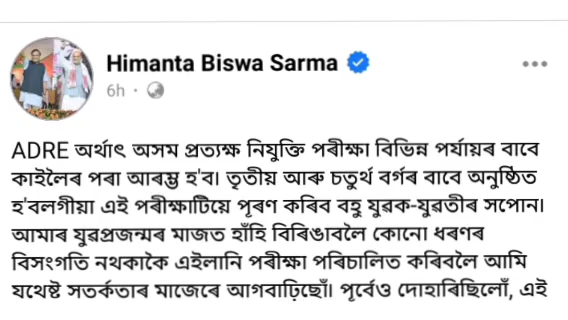 Himanta Biswa Sarma
6h ·
ADRE অৰ্থাৎ অসম প্ৰত্যক্ষ নিযুক্তি পৰীক্ষা বিভিন্ন পৰ্যায়ৰ বাবে
কাইলৈৰ পৰা আৰম্ভ হ'ব। তৃতীয় আৰু চতুৰ্থ বৰ্গৰ বাবে অনুষ্ঠিত
হ'বলগীয়া এই পৰীক্ষাটিয়ে পূৰণ কৰিব বহু যুৱক-যুৱতীৰ সপোন।
আমাৰ যুৱপ্ৰজন্মৰ মাজত হাঁহি বিৰিঙাবলৈ কোনো ধৰণৰ
বিসংগতি নথকাকৈ এইলানি পৰীক্ষা পৰিচালিত কৰিবলৈ আমি
যথেষ্ট সতৰ্কতাৰ মাজেৰে আগবাঢ়িছোঁ। পূৰ্বেও দোহাৰিছিলোঁ, এই